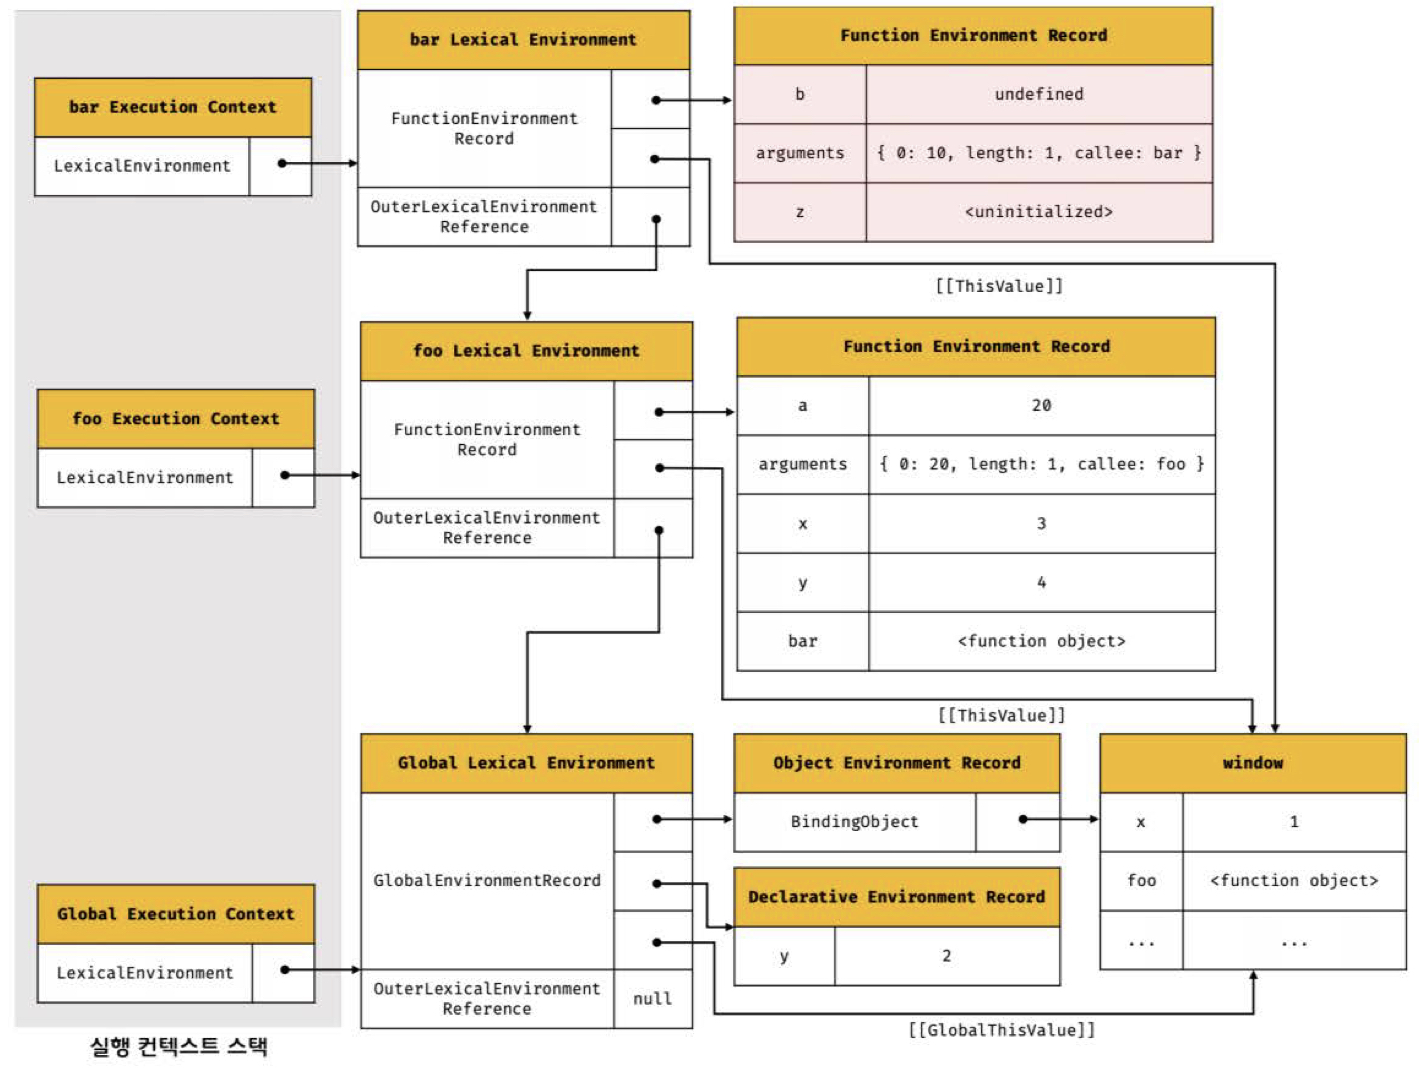 bar Execution Context
LexicalEnvironment
bar Lexical Environment
FunctionEnvironment
Record
OuterLexicalEnvironment
Reference
Function Environment Record
b undefined
arguments { 0: 10, length: 1, callee: bar }
z <uninitialized>
[[ThisValue]]
foo Execution Context
LexicalEnvironment
foo Lexical Environment
FunctionEnvironment
Record
OuterLexicalEnvironment
Reference
Function Environment Record
a 20
arguments { 0: 20, length: 1, callee: foo }
x 3
y 4
bar <function object>
[[ThisValue]]
Global Execution Context
LexicalEnvironment
Global Lexical Environment
GlobalEnvironmentRecord
OuterLexicalEnvironment
Reference
null
Object Environment Record
BindingObject
Declarative Environment Record
y 2
window
x 1
foo <function object>
... ...
[[GlobalThisValue]]
실행 컨텍스트 스택